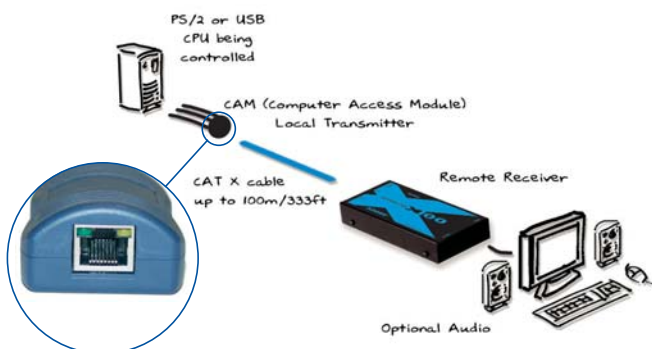 PS/2 or USB
CPU being
controlled
CAM (Computer Access Module)
Local Transmitter
CAT X cable
up to 100m/333ft
Remote Receiver
Optional Audio